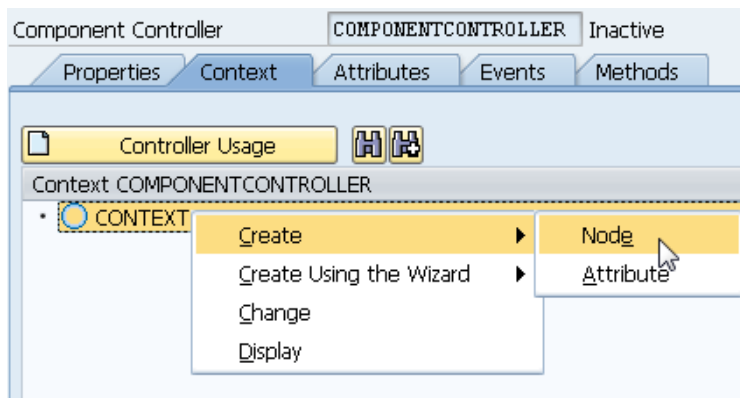 Component Controller COMPONENTCONTROLLER Inactive
Properties Context Attributes Events Methods
Controller Usage
Context COMPONENTCONTROLLER
CONTEXT
Create Node
Create Using the Wizard Attribute
Change
Display